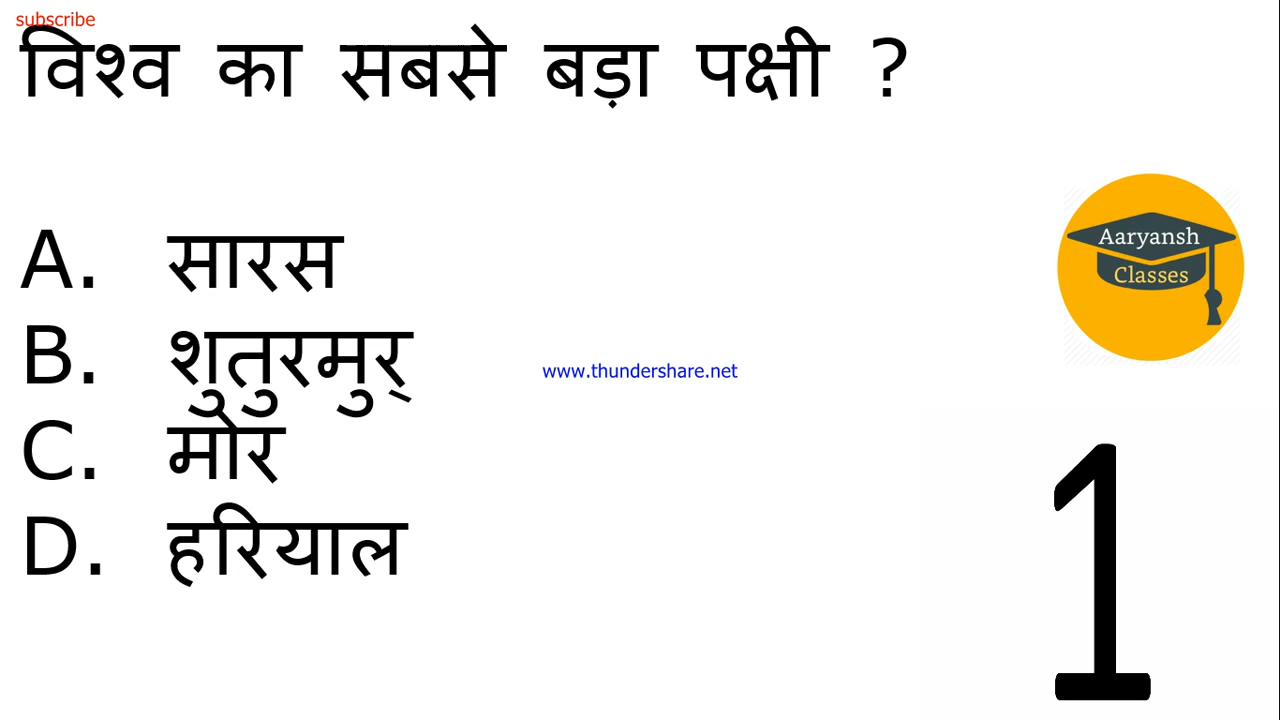 subscribe
विश्व का सबसे बड़ा पक्षी ?
A. सारस
B. शुतुरमुर्
C. मोर
D. हरियाल
www.thundershare.net
Aaryansh
Classes
1